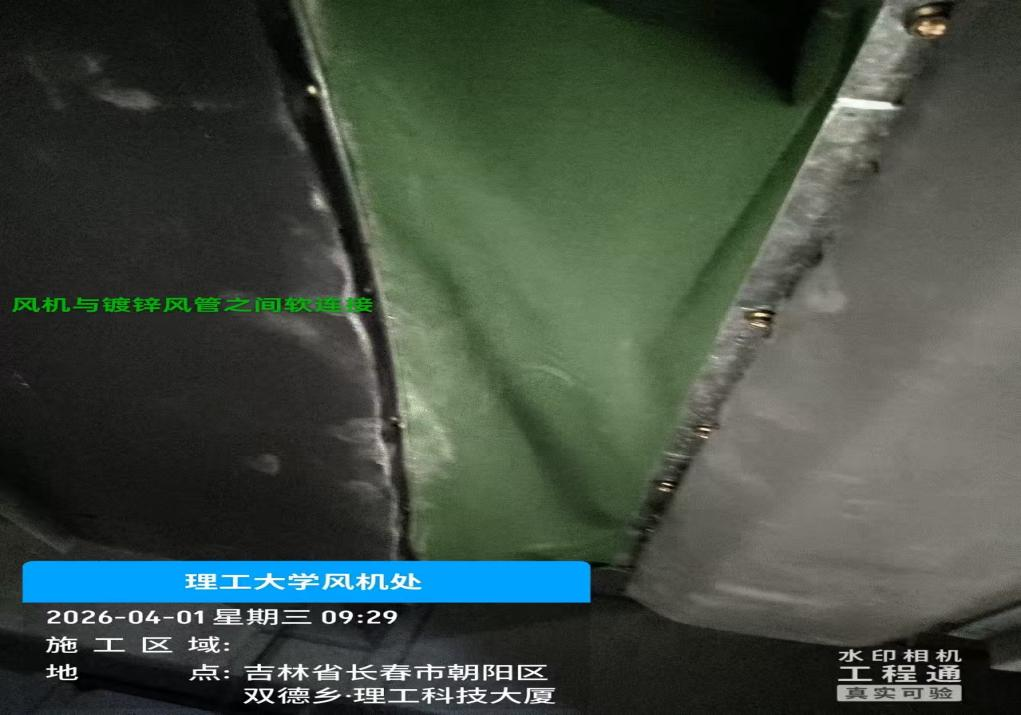 风机与镀锌风管之间软连接
理工大学风机处
2026-04-01 星期三 09:29
施工区域:
地点: 吉林省长春市朝阳区
双德乡·理工科技大厦
水印相机
工程通
真实可验